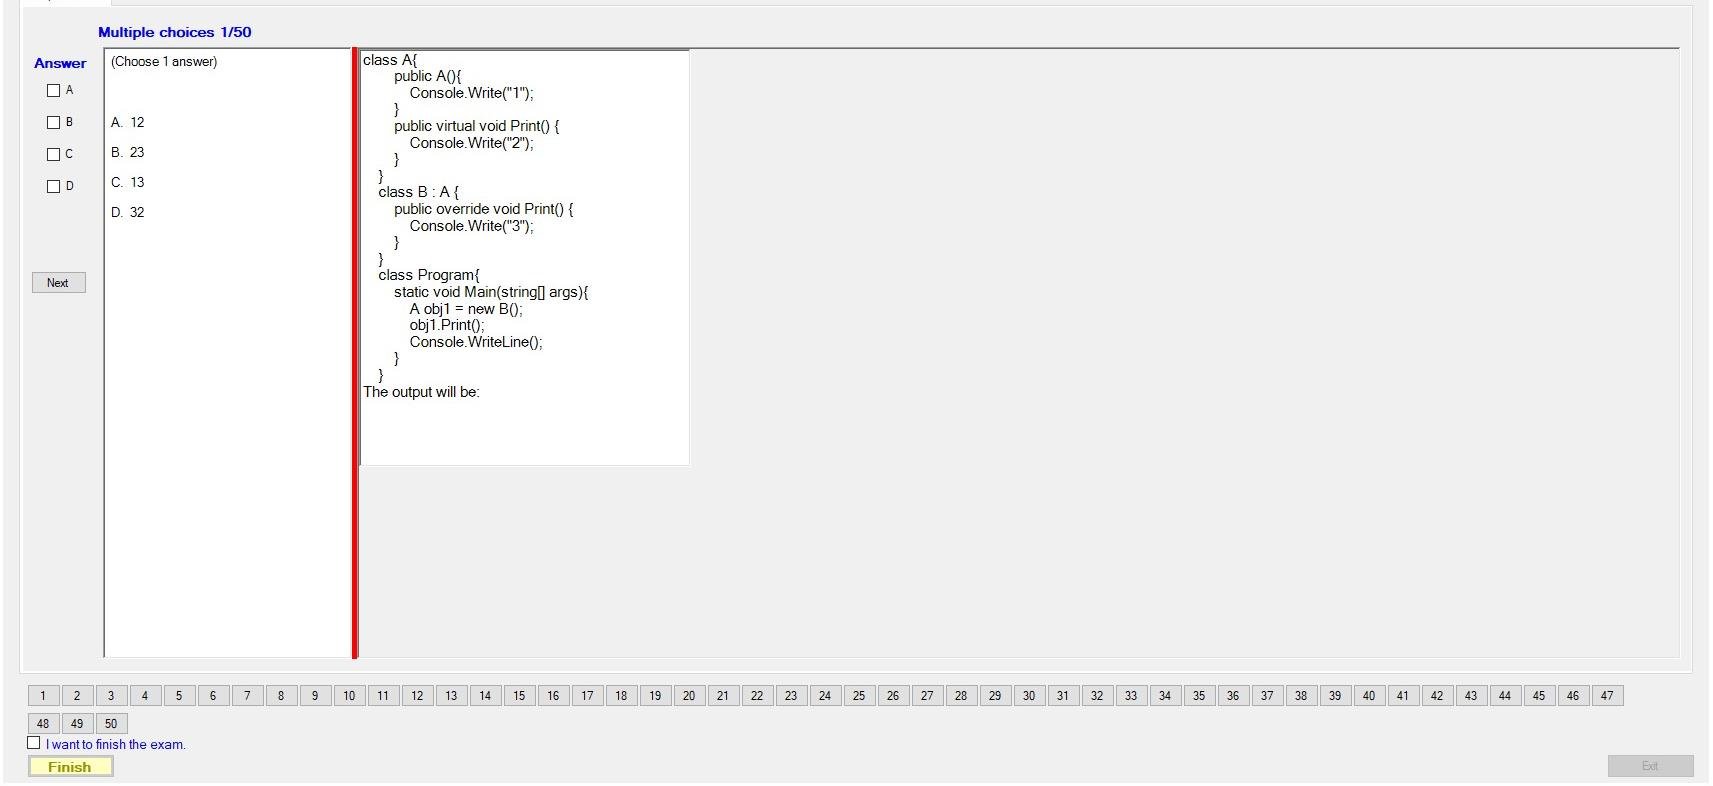 Multiple choices 1/50
Answer
A
B
C
D
Next
(Choose 1 answer)
A. 12
B. 23
C. 13
D. 32
class A{
public A(){
Console.Write("1");
}
public virtual void Print() {
Console.Write("2");
}
}
class B : A {
public override void Print() {
Console.Write("3");
}
}
class Program{
static void Main(string[] args){
A obj1 = new B();
obj1.Print();
Console.WriteLine();
}
}
The output will be:
1 2 3 4 5 6 7 8 9 10 11 12 13 14 15 16 17 18 19 20 21 22 23 24 25 26 27 28 29 30 31 32 33 34 35 36 37 38 39 40 41 42 43 44 45 46 47
48 49 50
I want to finish the exam.
Finish
Exit